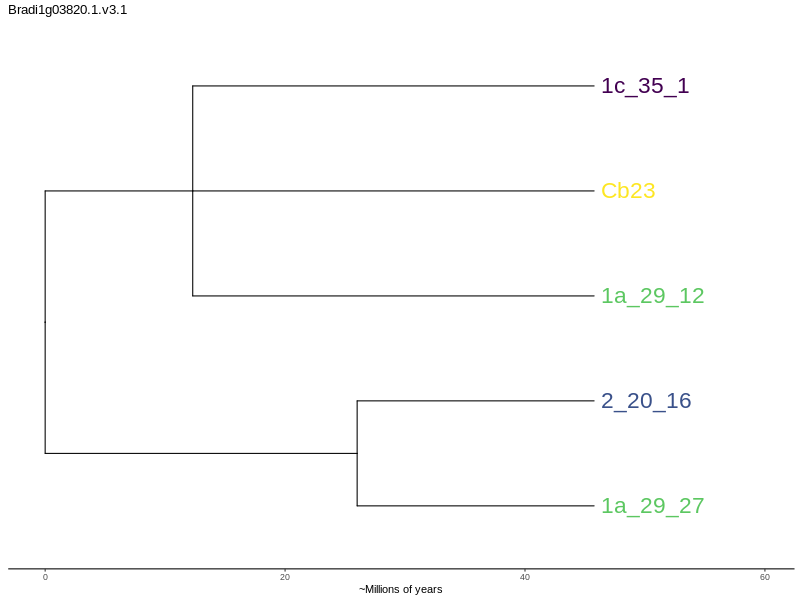 Bradi1g03820.1.v3.1
1c_35_1
Cb23
1a_29_12
2_20_16
1a_29_27
0 20 40 60
~Millions of years